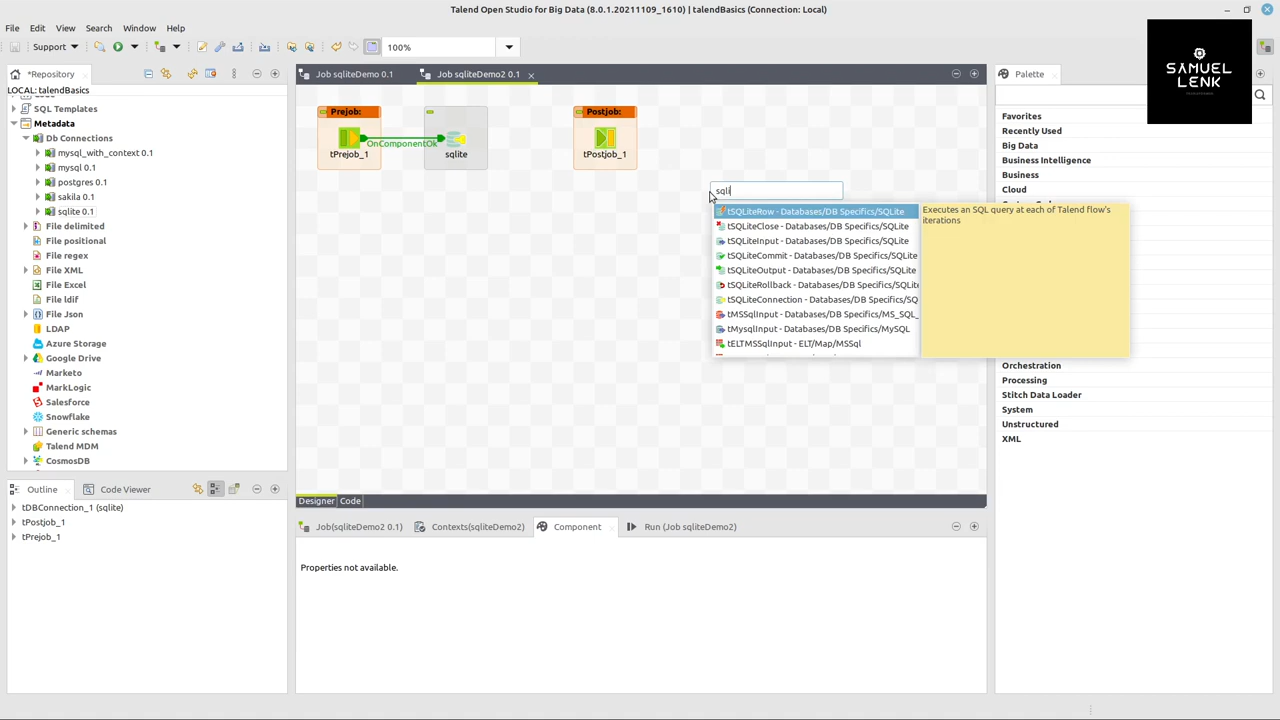 Talend Open Studio for Big Data (8.0.1.20211109_1610) | talendBasics (Connection: Local)
File Edit View Search Project Window Help
Support
100%
SAMUEL
LENK
*Repository
LOCAL: talendBasics
SQL Templates
Metadata
Db Connections
mysql_with_context 0.1
mysql 0.1
postgres 0.1
sakila 0.1
sqlite 0.1
File delimited
File positional
File regex
File XML
File Excel
File ldif
File Json
LDAP
Azure Storage
Google Drive
Marketo
MarkLogic
Salesforce
Snowflake
Generic schemas
Talend MDM
CosmosDB
Outline
Code Viewer
tDBConnection_1 (sqlite)
tPostjob_1
tPrejob_1
Job sqliteDemo 0.1
Job sqliteDemo2 0.1
Prejob:
tPrejob_1
OnComponentOk
sqlite
Postjob:
tPostjob_1
sqli
tSQLiteRow - Databases/DB Specifics/SQLite
tSQLiteClose - Databases/DB Specifics/SQLite
tSQLiteInput - Databases/DB Specifics/SQLite
tSQLiteCommit - Databases/DB Specifics/SQLite
tSQLiteOutput - Databases/DB Specifics/SQLite
tSQLiteRollback - Databases/DB Specifics/SQLite
tSQLiteConnection - Databases/DB Specifics/SQ
tMSSqlInput - Databases/DB Specifics/MS_SQL_
tMysqlInput - Databases/DB Specifics/MySQL
tELTMSSqlInput - ELT/Map/MSSql
Executes an SQL query at each of Talend flow's
iterations
Designer
Code
Job(sqliteDemo2 0.1)
Contexts(sqliteDemo2)
Component
Run (Job sqliteDemo2)
Properties not available.
Palette
Favorites
Recently Used
Big Data
Business Intelligence
Business
Cloud
Orchestration
Processing
Stitch Data Loader
System
Unstructured
XML